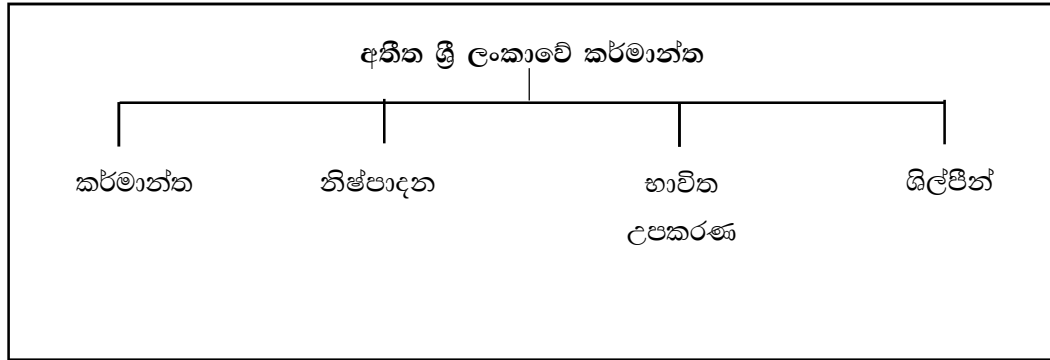 අතීත ශ්‍රී ලංකාවේ කර්මාන්ත
කර්මාන්ත නිෂ්පාදන භාවිත ශිල්පීන්
උපකරණ